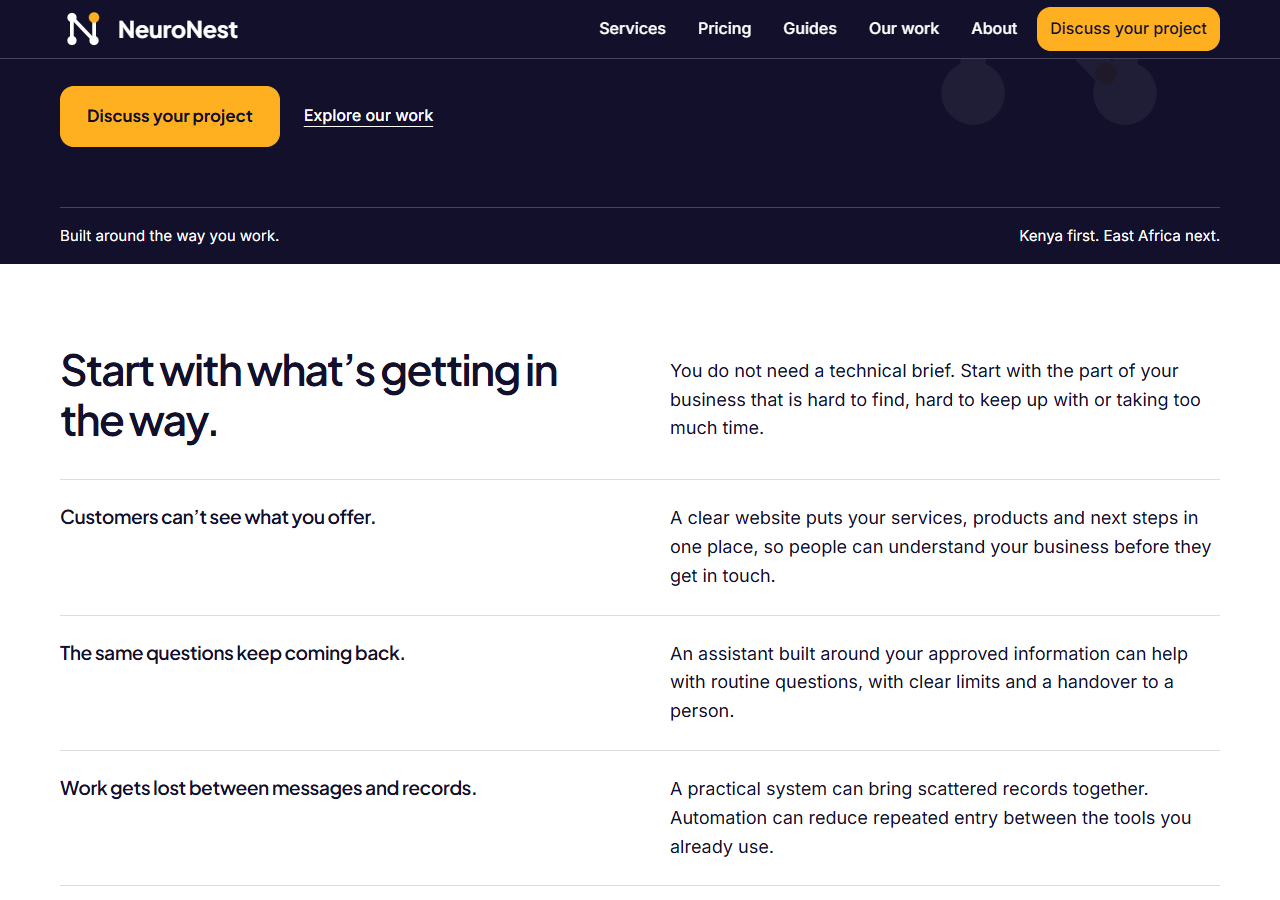 NeuroNest
Services
Pricing
Guides
Our work
About
Discuss your project
Discuss your project
Explore our work
Built around the way you work.
Kenya first. East Africa next.
Start with what’s getting in
the way.
You do not need a technical brief. Start with the part of your
business that is hard to find, hard to keep up with or taking too
much time.
Customers can’t see what you offer.
A clear website puts your services, products and next steps in
one place, so people can understand your business before they
get in touch.
The same questions keep coming back.
An assistant built around your approved information can help
with routine questions, with clear limits and a handover to a
person.
Work gets lost between messages and records.
A practical system can bring scattered records together.
Automation can reduce repeated entry between the tools you
already use.